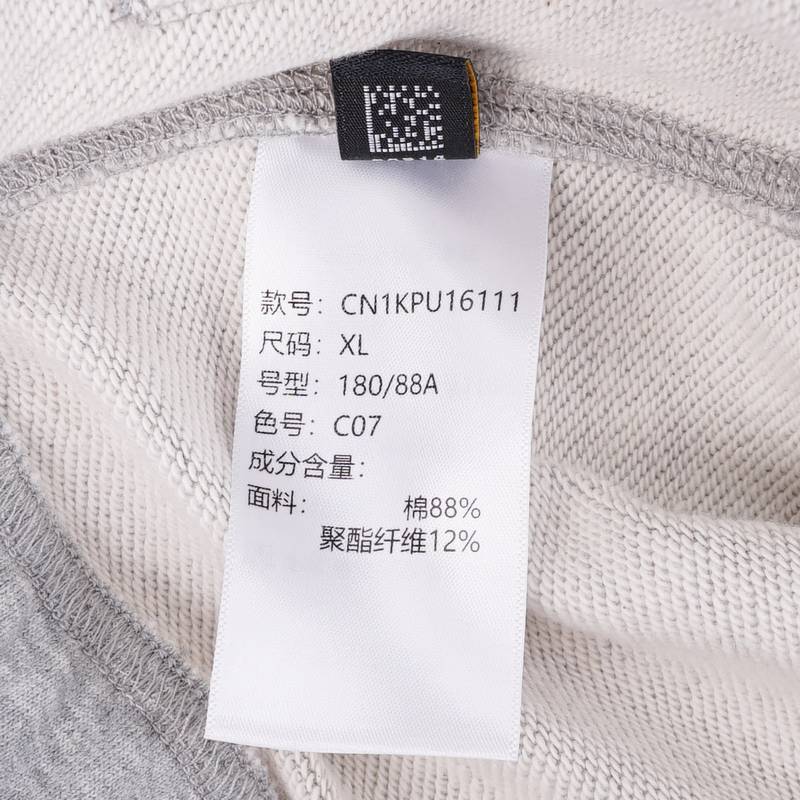 款号：CN1KPU16111
尺码：XL
号型：180/88A
色号：C07
成分含量：
面料： 棉88%
聚酯纤维12%